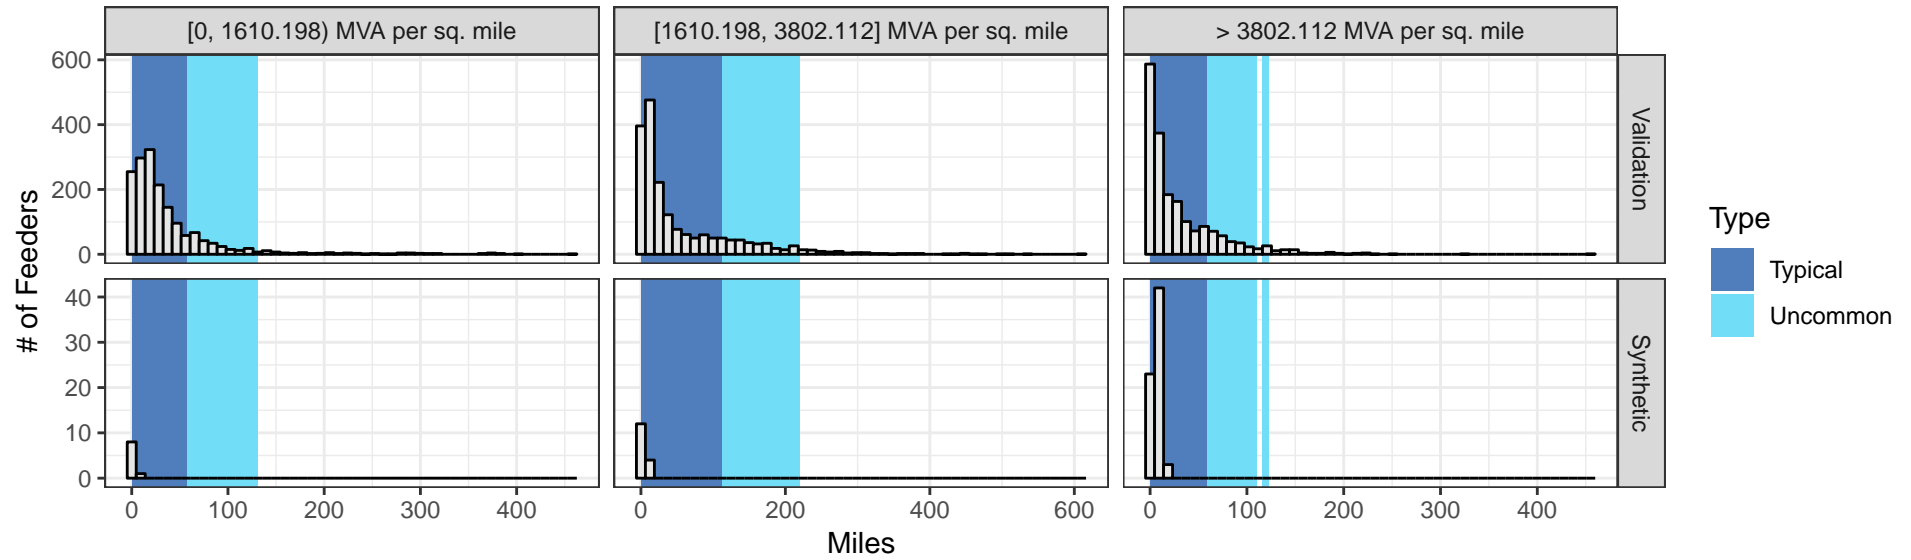 [0, 1610.198) MVA per sq. mile
[1610.198, 3802.112] MVA per sq. mile
> 3802.112 MVA per sq. mile
# of Feeders
600
400
200
0
Validation
40
30
20
10
0
Synthetic
0 100 200 300 400
0 200 400 600
0 100 200 300 400
Miles
Type
Typical
Uncommon